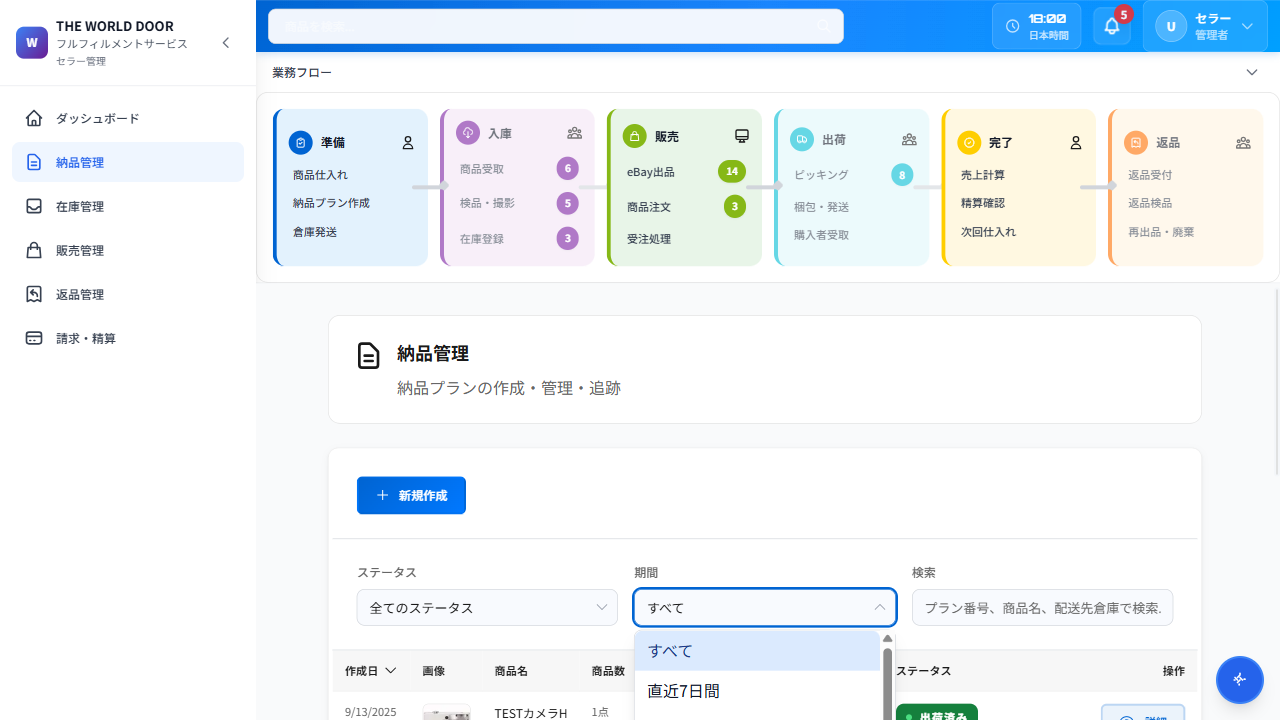 W
THE WORLD DOOR
フルフィルメントサービス
セラー管理
ダッシュボード
納品管理
在庫管理
販売管理
返品管理
請求・精算
18:00
日本時間
5
U
セラー
管理者
業務フロー
準備
商品仕入れ
納品プラン作成
倉庫発送
入庫
商品受取
6
検品・撮影
5
在庫登録
3
販売
eBay出品
14
商品注文
3
受注処理
出荷
ピッキング
8
梱包・発送
購入者受取
完了
売上計算
精算確認
次回仕入れ
返品
返品受付
返品検品
再出品・廃棄
納品管理
納品プランの作成・管理・追跡
新規作成
ステータス
全てのステータス
期間
すべて
検索
プラン番号、商品名、配送先倉庫で検索.
すべて
直近7日間
作成日
画像
商品名
商品数
ステータス
操作
9/13/2025
TESTカメラH
1点
出荷済み
詳細